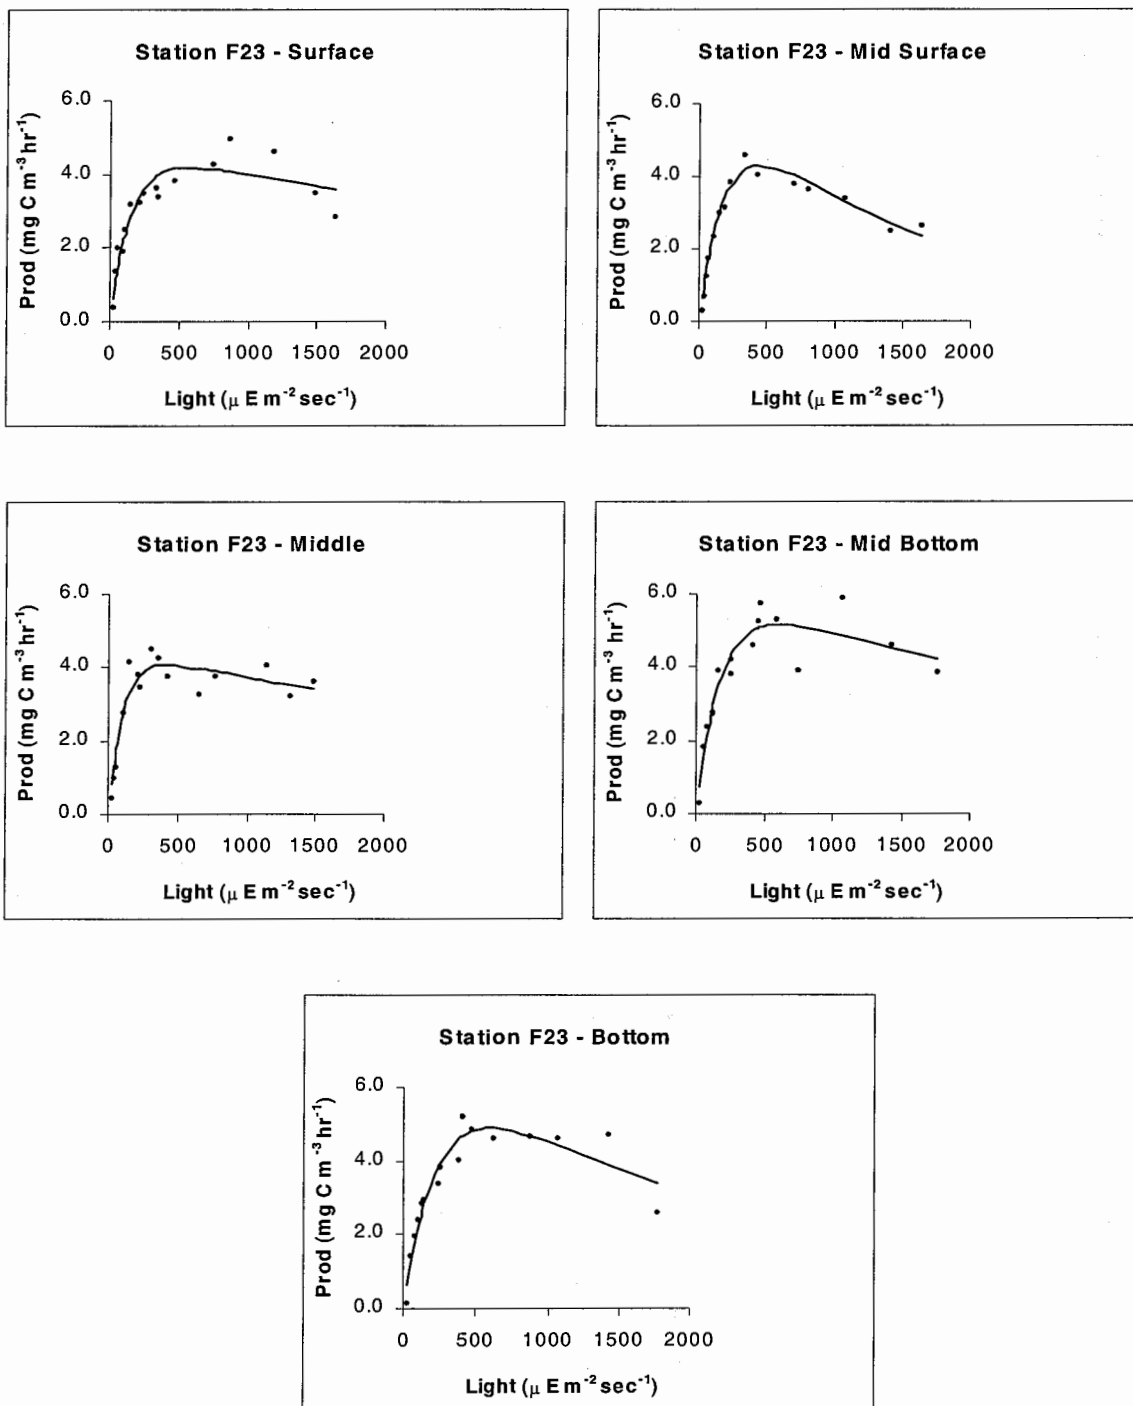 Station F23 - Surface
6.0
4.0
2.0
0.0
Prod (mg C m⁻³ hr⁻¹)
0 500 1000 1500 2000
Light (μ E m⁻² sec⁻¹)
Station F23 - Mid Surface
6.0
4.0
2.0
0.0
Prod (mg C m⁻³ hr⁻¹)
0 500 1000 1500 2000
Light (μ E m⁻² sec⁻¹)
Station F23 - Middle
6.0
4.0
2.0
0.0
Prod (mg C m⁻³ hr⁻¹)
0 500 1000 1500 2000
Light (μ E m⁻² sec⁻¹)
Station F23 - Mid Bottom
6.0
4.0
2.0
0.0
Prod (mg C m⁻³ hr⁻¹)
0 500 1000 1500 2000
Light (μ E m⁻² sec⁻¹)
Station F23 - Bottom
6.0
4.0
2.0
0.0
Prod (mg C m⁻³ hr⁻¹)
0 500 1000 1500 2000
Light (μ E m⁻² sec⁻¹)